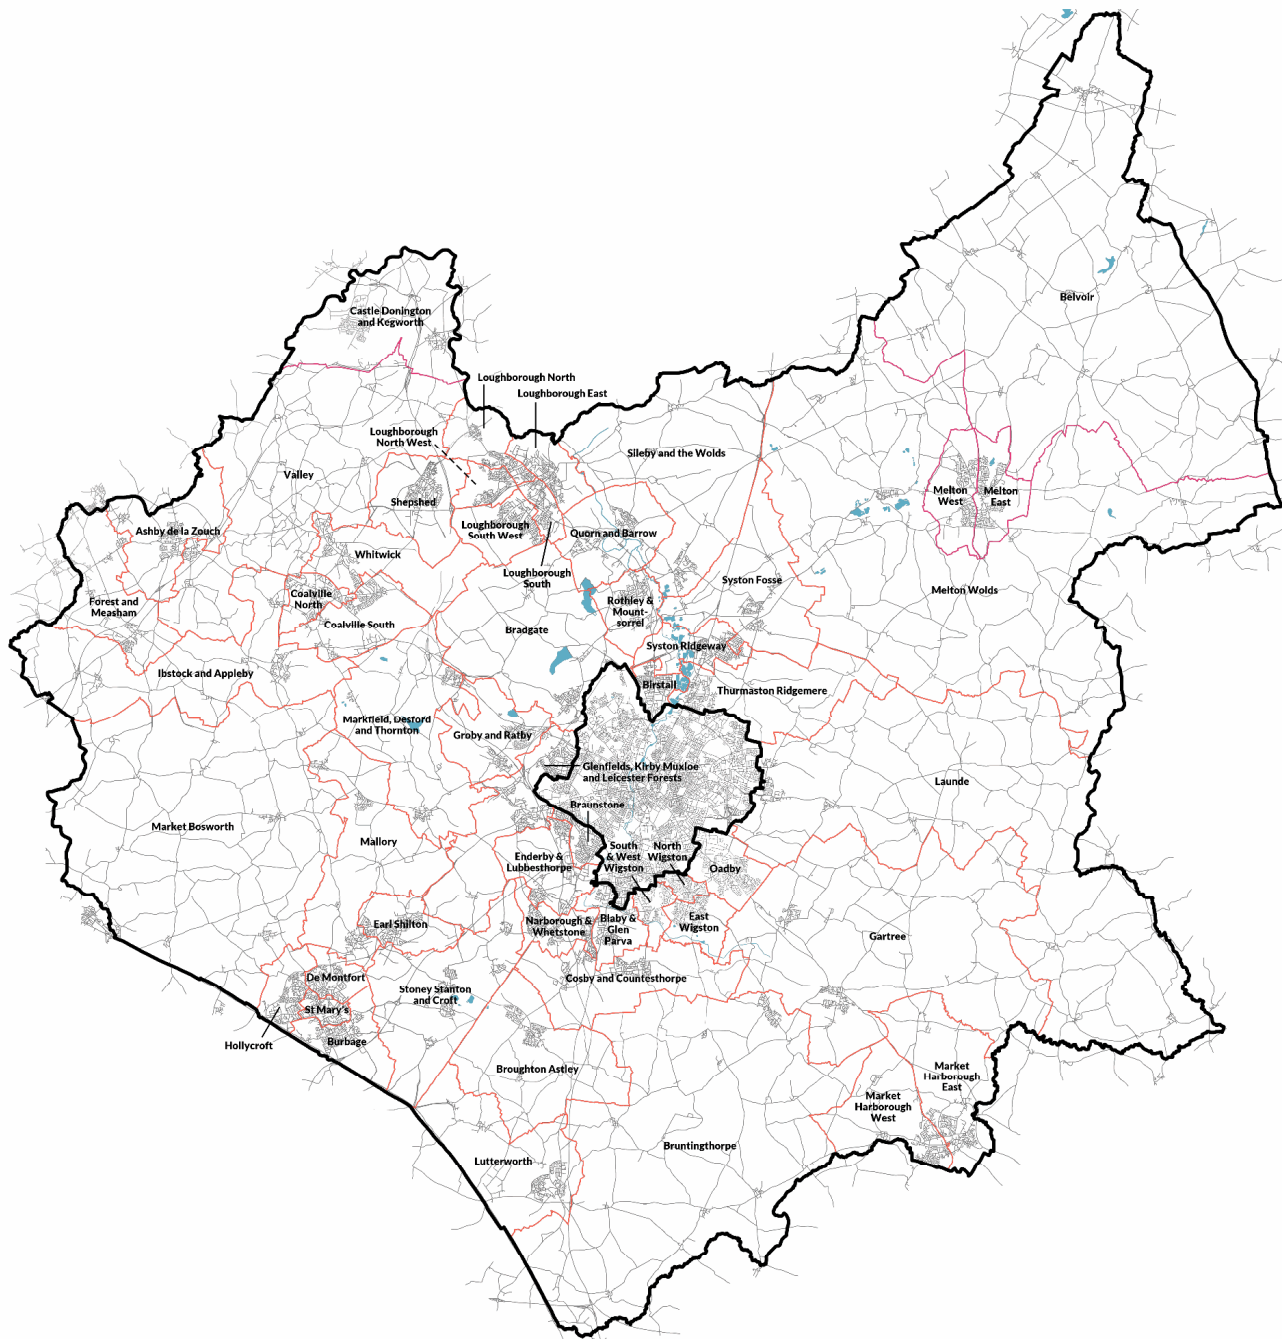 Belvoir
Castle Donington
and Kegworth
Loughborough North
Loughborough East
Loughborough
North West
Sileby and the Wolds
Valley
Shepshed
Melton
West
Melton
East
Ashby de la Zouch
Loughborough
South West
Quorn and Barrow
Whitwick
Loughborough
South
Syston Fosse
Melton Wolds
Coalville
North
Forest and
Measham
Rothley &
Mount-
sorrel
Coalville South
Bradgate
Syston Ridgeway
Ibstock and Appleby
Birstall
Thurmaston Ridgemere
Markfield, Desford
and Thornton
Groby and Ratby
Glenfields, Kirby Muxloe
and Leicester Forests
Launde
Braunstone
Market Bosworth
Mallory
Enderby &
Lubbesthorpe
South
& West
Wigston
North
Wigston
Oadby
Earl Shilton
Narborough &
Whetstone
Blaby &
Glen
Parva
East
Wigston
Gartree
De Montfort
Stoney Stanton
and Croft
Cosby and Countesthorpe
St Mary's
Hollycroft
Burbage
Broughton Astley
Market
Harborough
East
Market
Harborough
West
Bruntingthorpe
Lutterworth